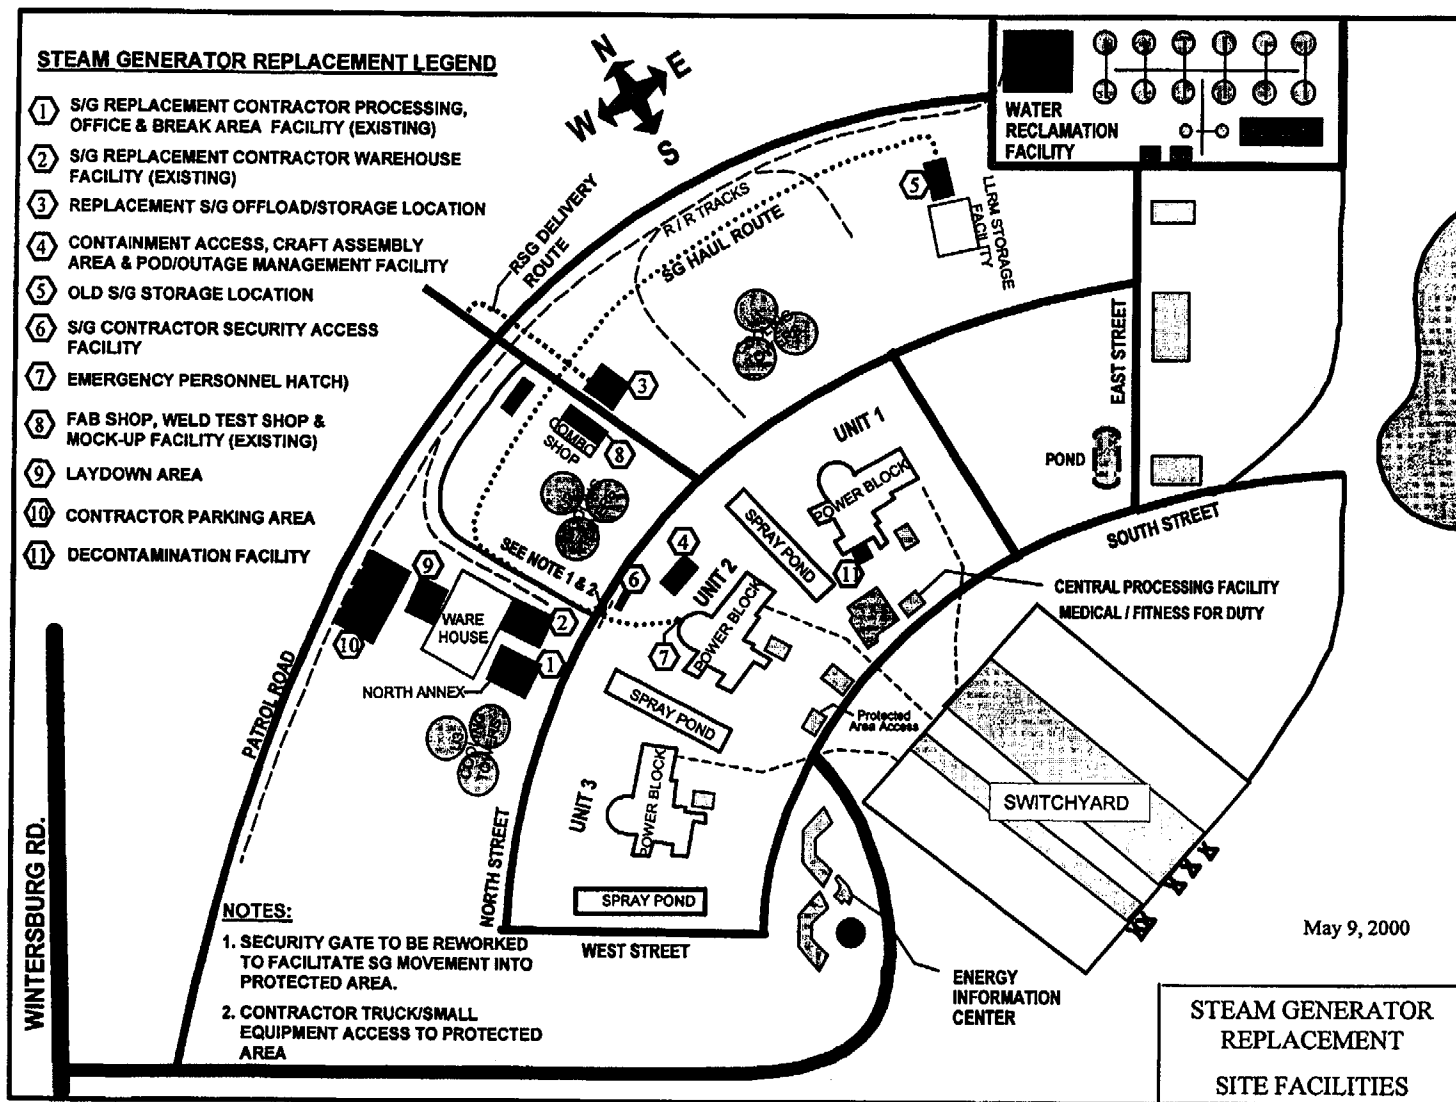 STEAM GENERATOR REPLACEMENT LEGEND
1 S/G REPLACEMENT CONTRACTOR PROCESSING,
OFFICE & BREAK AREA FACILITY (EXISTING)
2 S/G REPLACEMENT CONTRACTOR WAREHOUSE
FACILITY (EXISTING)
3 REPLACEMENT S/G OFFLOAD/STORAGE LOCATION
4 CONTAINMENT ACCESS, CRAFT ASSEMBLY
AREA & POD/OUTAGE MANAGEMENT FACILITY
5 OLD S/G STORAGE LOCATION
6 S/G CONTRACTOR SECURITY ACCESS
FACILITY
7 EMERGENCY PERSONNEL HATCH)
8 FAB SHOP, WELD TEST SHOP &
MOCK-UP FACILITY (EXISTING)
9 LAYDOWN AREA
10 CONTRACTOR PARKING AREA
11 DECONTAMINATION FACILITY
N
E
W
S
WATER
RECLAMATION
FACILITY
5
LLRM STORAGE
FACILITY
R / R TRACKS
SG HAUL ROUTE
RSG DELIVERY
ROUTE
3
COMBO
SHOP
8
EAST STREET
POND
SOUTH STREET
UNIT 1
POWER BLOCK
SPRAY POND
11
4
SEE NOTE 1 & 2
6
UNIT 2
POWER BLOCK
7
9
WARE
HOUSE
2
1
10
NORTH ANNEX
PATROL ROAD
CENTRAL PROCESSING FACILITY
MEDICAL / FITNESS FOR DUTY
SPRAY POND
Protected
Area Access
UNIT 3
POWER BLOCK
SWITCHYARD
NORTH STREET
SPRAY POND
WEST STREET
WINTERSBURG RD.
NOTES:
1. SECURITY GATE TO BE REWORKED
TO FACILITATE SG MOVEMENT INTO
PROTECTED AREA.
2. CONTRACTOR TRUCK/SMALL
EQUIPMENT ACCESS TO PROTECTED
AREA
ENERGY
INFORMATION
CENTER
May 9, 2000
STEAM GENERATOR
REPLACEMENT
SITE FACILITIES